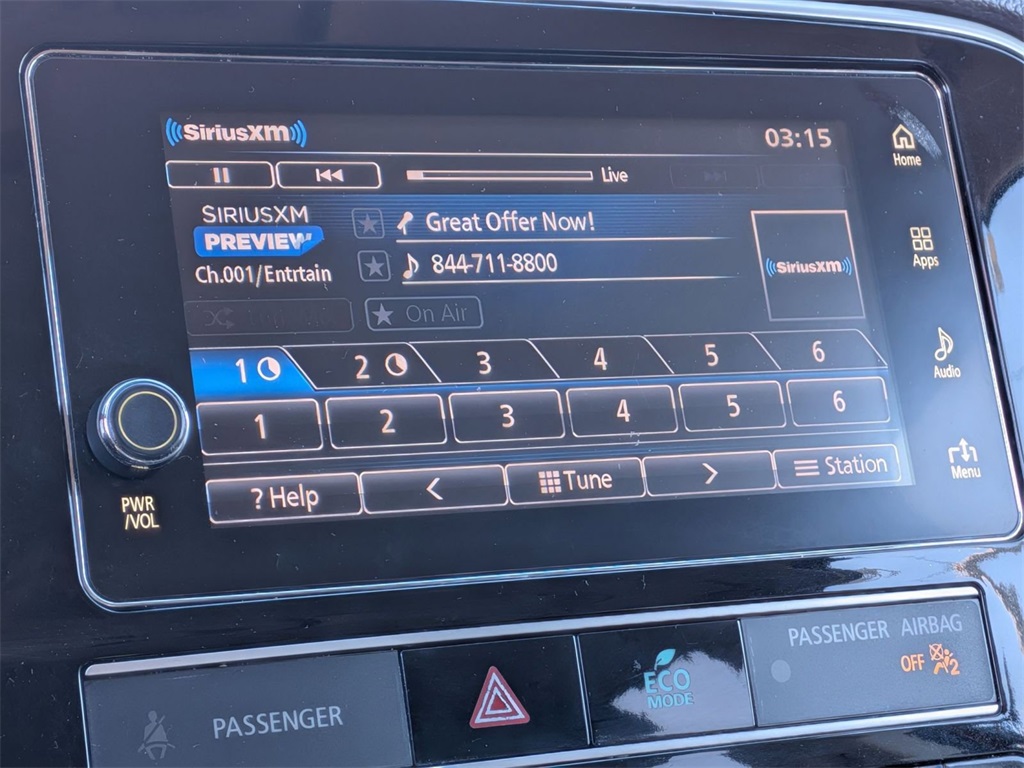 SiriusXM
03:15
Home
Live
SIRIUSXM
PREVIEW
Great Offer Now!
844-711-8800
Ch.001/Entrtain
SiriusXM
Apps
On Air
1 2 3 4 5 6
Audio
1 2 3 4 5 6
? Help < Tune > Station
Menu
PWR
/VOL
PASSENGER
ECO
MODE
PASSENGER AIRBAG
OFF 2